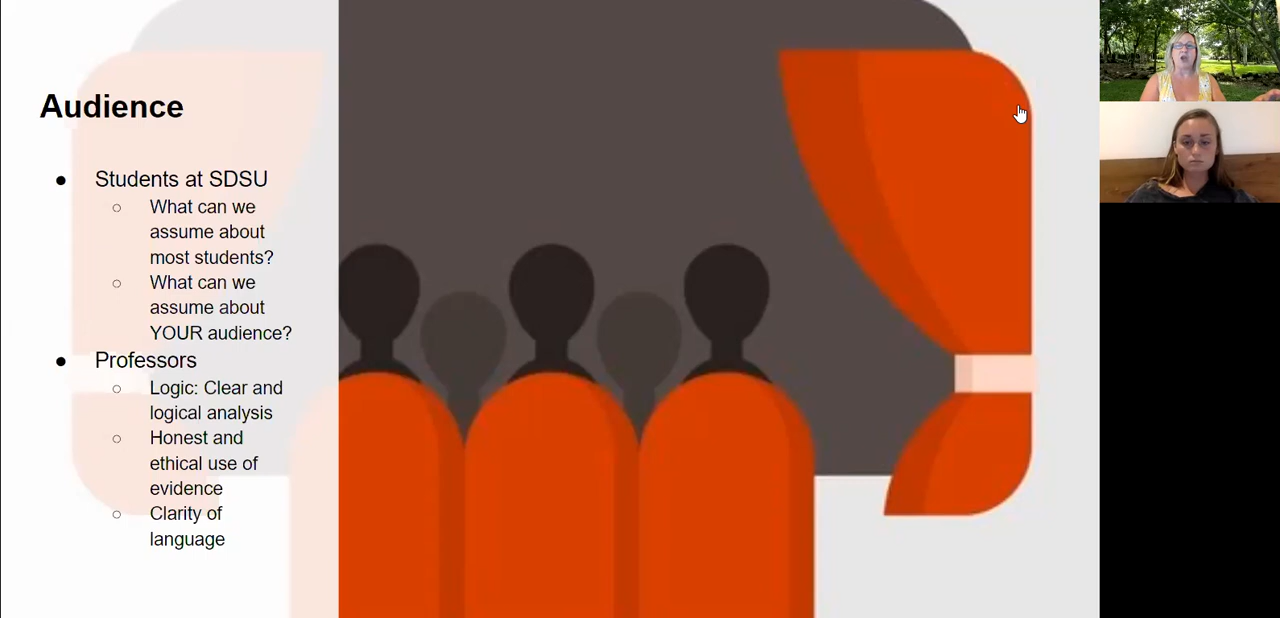 Audience
● Students at SDSU
○ What can we
assume about
most students?
○ What can we
assume about
YOUR audience?
● Professors
○ Logic: Clear and
logical analysis
○ Honest and
ethical use of
evidence
○ Clarity of
language